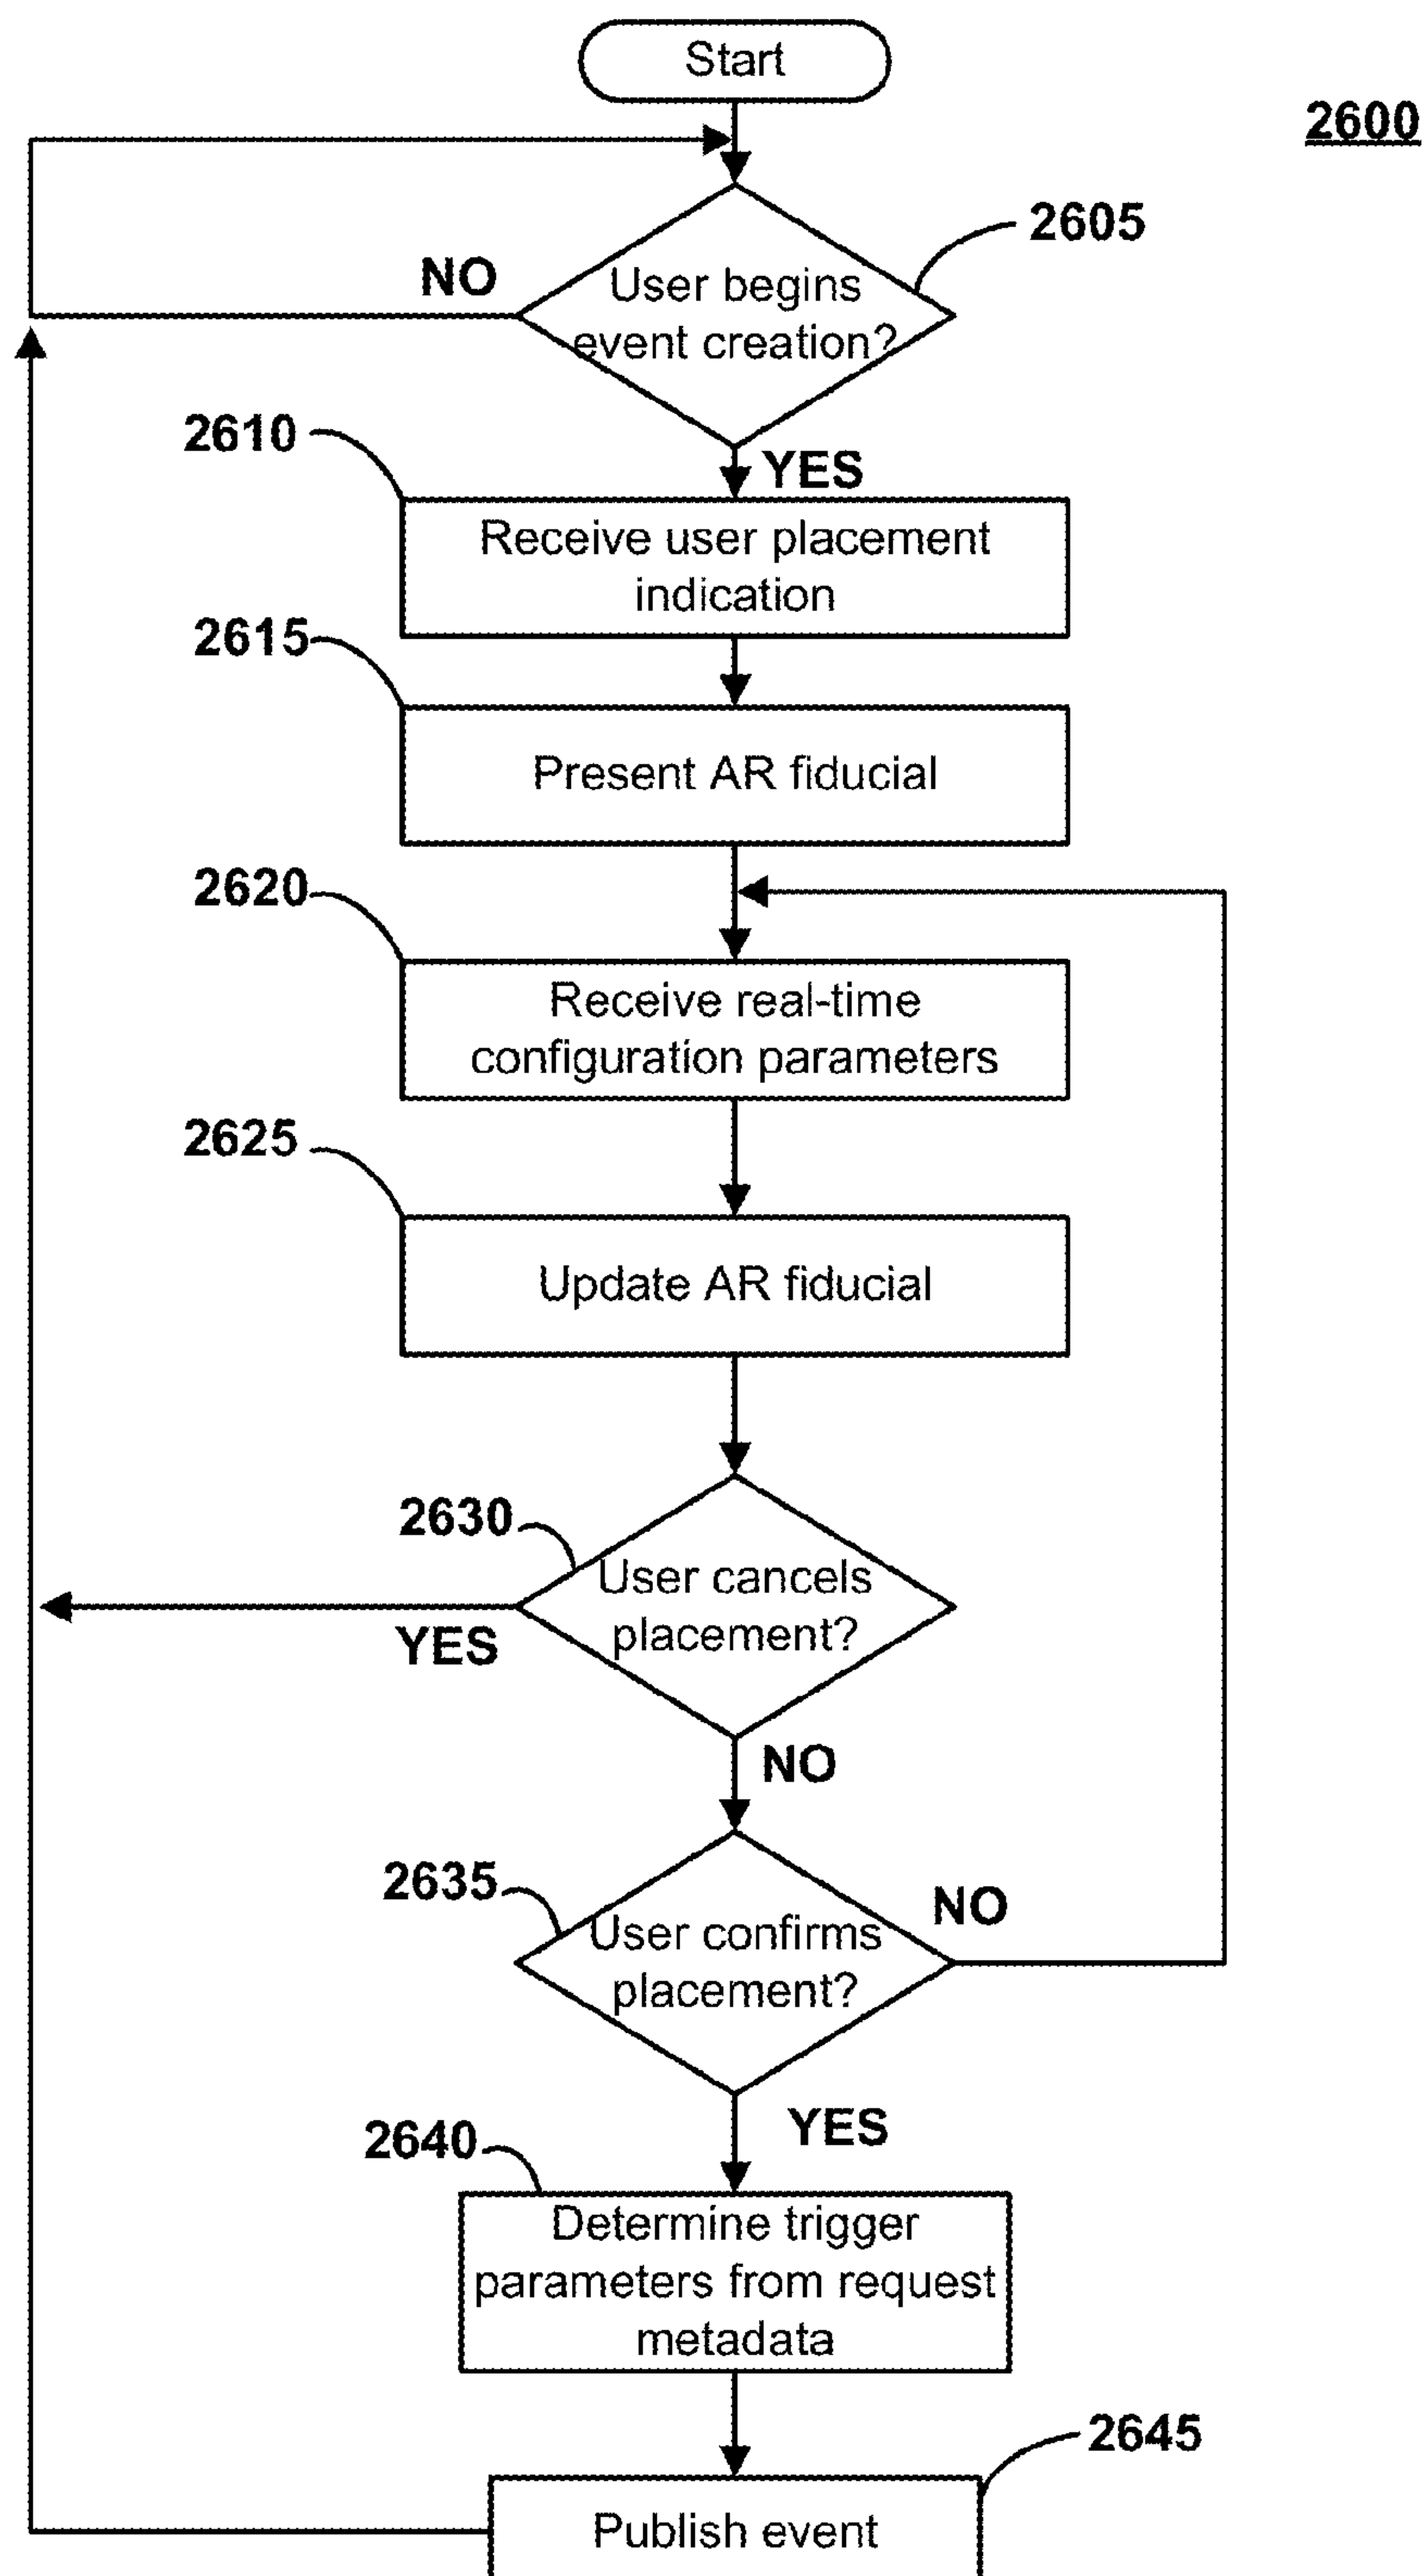 Start
2600
2605
User begins
event creation?
NO
YES
2610
Receive user placement
indication
2615
Present AR fiducial
2620
Receive real-time
configuration parameters
2625
Update AR fiducial
2630
User cancels
placement?
YES
NO
2635
User confirms
placement?
NO
YES
2640
Determine trigger
parameters from request
metadata
2645
Publish event